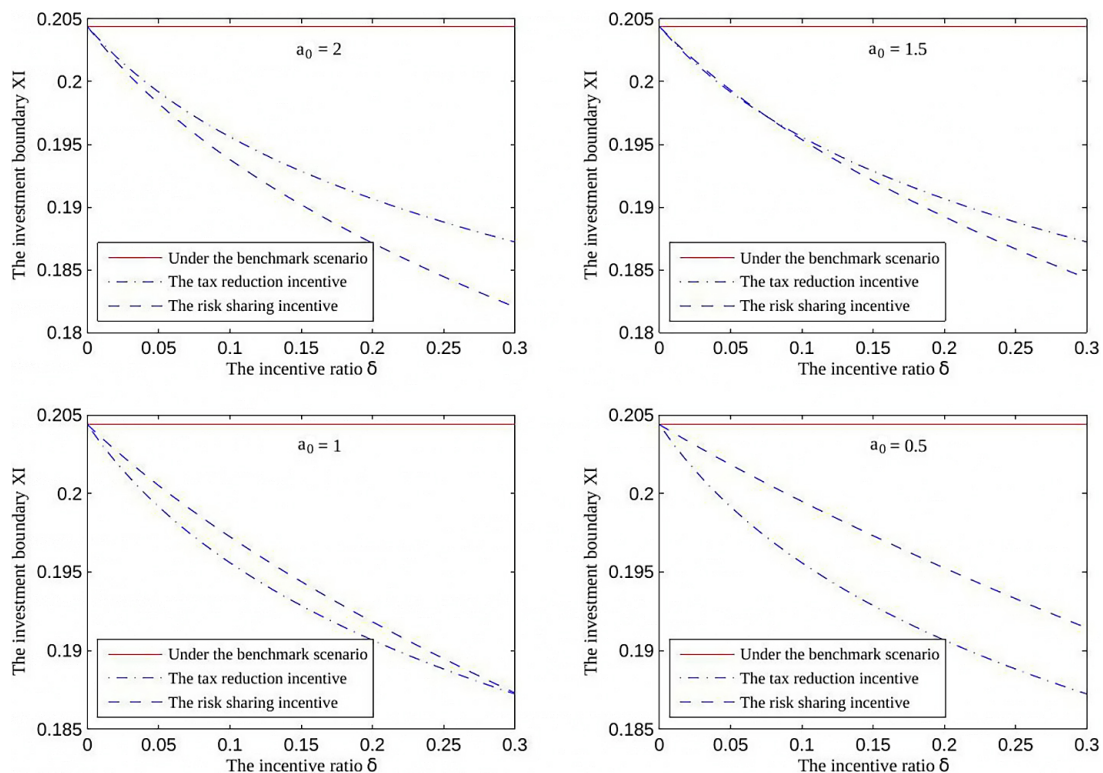 0.205
0.2
0.195
0.19
0.185
0.18
The investment boundary XI
a0 = 2
Under the benchmark scenario
The tax reduction incentive
The risk sharing incentive
0 0.05 0.1 0.15 0.2 0.25 0.3
The incentive ratio δ
0.205
0.2
0.195
0.19
0.185
0.18
The investment boundary XI
a0 = 1.5
Under the benchmark scenario
The tax reduction incentive
The risk sharing incentive
0 0.05 0.1 0.15 0.2 0.25 0.3
The incentive ratio δ
0.205
0.2
0.195
0.19
0.185
The investment boundary XI
a0 = 1
Under the benchmark scenario
The tax reduction incentive
The risk sharing incentive
0 0.05 0.1 0.15 0.2 0.25 0.3
The incentive ratio δ
0.205
0.2
0.195
0.19
0.185
The investment boundary XI
a0 = 0.5
Under the benchmark scenario
The tax reduction incentive
The risk sharing incentive
0 0.05 0.1 0.15 0.2 0.25 0.3
The incentive ratio δ